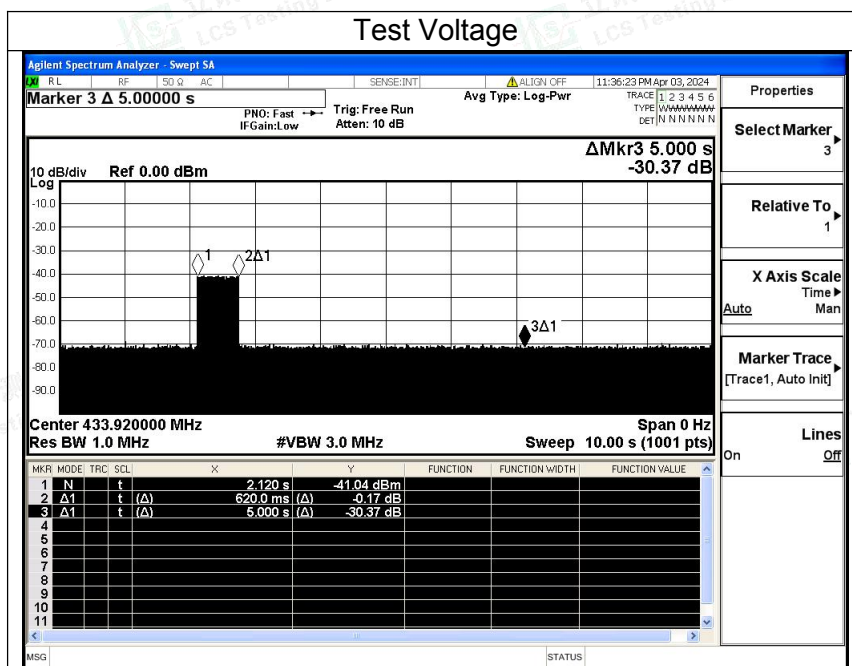 Test Voltage
Agilent Spectrum Analyzer - Swept SA
LXI RL RF 50 Ω AC SENSE:INT ALIGN OFF 11:36:23 PM Apr 03, 2024
Marker 3 Δ 5.00000 s
PNO: Fast
IFGain:Low
Trig: Free Run
Atten: 10 dB
Avg Type: Log-Pwr
TRACE 1 2 3 4 5 6
TYPE WWWWWW
DET N N N N N N
ΔMkr3 5.000 s
-30.37 dB
10 dB/div Ref 0.00 dBm
Log
-10.0
-20.0
-30.0
-40.0
-50.0
-60.0
-70.0
-80.0
-90.0
1
2Δ1
3Δ1
Center 433.920000 MHz Span 0 Hz
Res BW 1.0 MHz #VBW 3.0 MHz Sweep 10.00 s (1001 pts)
MKR MODE TRC SCL X Y FUNCTION FUNCTION WIDTH FUNCTION VALUE
1 N t 2.120 s -41.04 dBm
2 Δ1 t (Δ) 620.0 ms (Δ) -0.17 dB
3 Δ1 t (Δ) 5.000 s (Δ) -30.37 dB
4
5
6
7
8
9
10
11
MSG STATUS
Properties
Select Marker
3
Relative To
1
X Axis Scale
Time
Auto Man
Marker Trace
[Trace1, Auto Init]
Lines
On Off